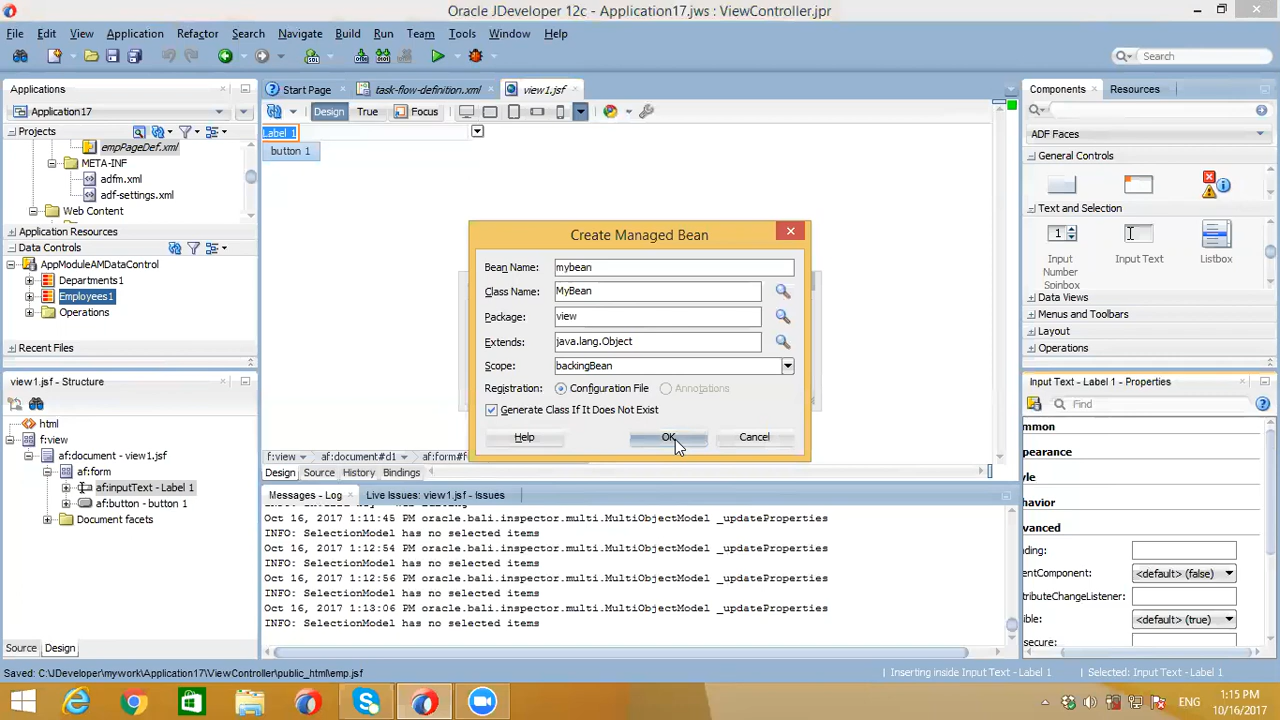 Oracle JDeveloper 12c - Application17.jws : ViewController.jpr
File Edit View Application Refactor Search Navigate Build Run Team Tools Window Help
Search
Applications
Application17
Projects
empPageDef.xml
META-INF
adfm.xml
adf-settings.xml
Web Content
Application Resources
Data Controls
AppModuleAMDataControl
Departments1
Employees1
Operations
Recent Files
view1.jsf - Structure
html
f:view
af:document - view1.jsf
af:form
af:inputText - Label 1
af:button - button 1
Document facets
Source Design
Start Page task-flow-definition.xml view1.jsf
Design True Focus
Label 1
button 1
Create Managed Bean
Bean Name: mybean
Class Name: MyBean
Package: view
Extends: java.lang.Object
Scope: backingBean
Registration: Configuration File Annotations
Generate Class If It Does Not Exist
Help OK Cancel
f:view af:document#d1 af:form#f
Design Source History Bindings
Messages - Log Live Issues: view1.jsf - Issues
Oct 16, 2017 1:11:45 PM oracle.bali.inspector.multi.MultiObjectModel _updateProperties
INFO: SelectionModel has no selected items
Oct 16, 2017 1:12:54 PM oracle.bali.inspector.multi.MultiObjectModel _updateProperties
INFO: SelectionModel has no selected items
Oct 16, 2017 1:12:56 PM oracle.bali.inspector.multi.MultiObjectModel _updateProperties
INFO: SelectionModel has no selected items
Oct 16, 2017 1:13:06 PM oracle.bali.inspector.multi.MultiObjectModel _updateProperties
INFO: SelectionModel has no selected items
Components Resources
ADF Faces
General Controls
Text and Selection
1
Input Number Spinbox
Input Text
Listbox
Data Views
Menus and Toolbars
Layout
Operations
Input Text - Label 1 - Properties
Find
mmon
pearance
yle
havior
vanced
nding:
entComponent: <default> (false)
tributeChangeListener:
ible: <default> (true)
secure:
Saved: C:\JDeveloper\mywork\Application17\ViewController\public_html\emp.jsf
Inserting inside Input Text - Label 1
Selected: Input Text - Label 1
ENG
1:15 PM
10/16/2017